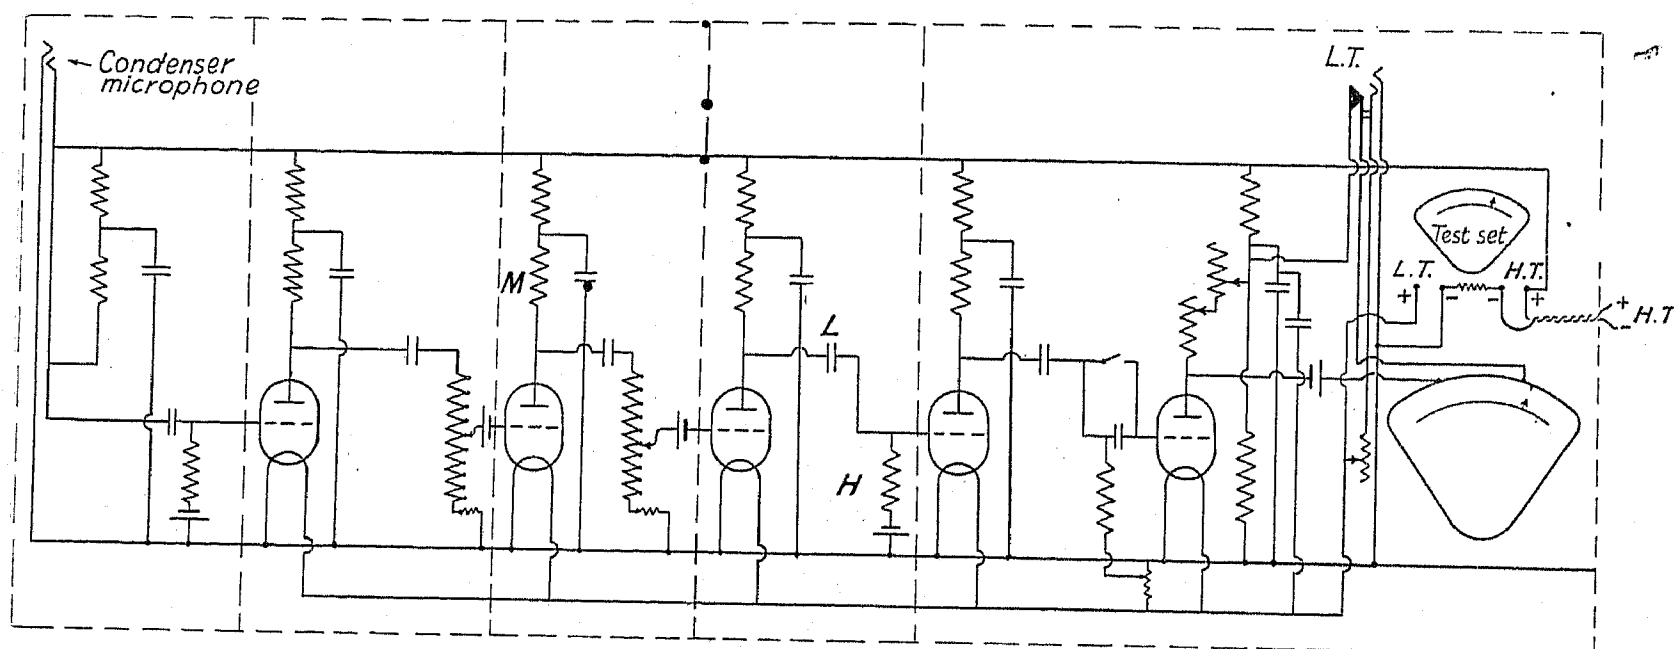 Condenser
microphone
L.T.
Test set
L.T.
H.T.
+
−
−
+
+
−
H.T
M
L
H